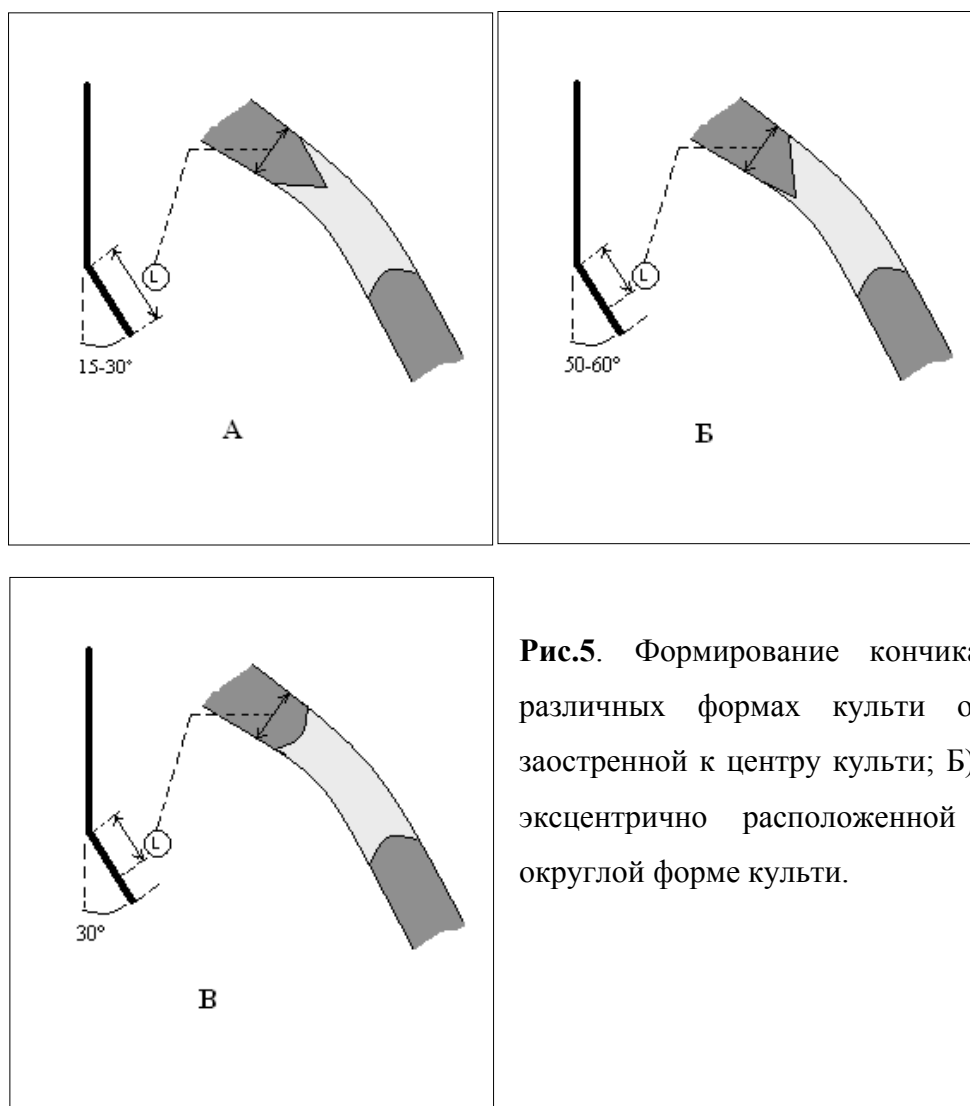 L
15-30°
А
L
50-60°
Б
L
30°
В
Рис.5. Формирование кончика
различных формах культи о
заостренной к центру культи; Б)
эксцентрично расположенной
округлой форме культи.